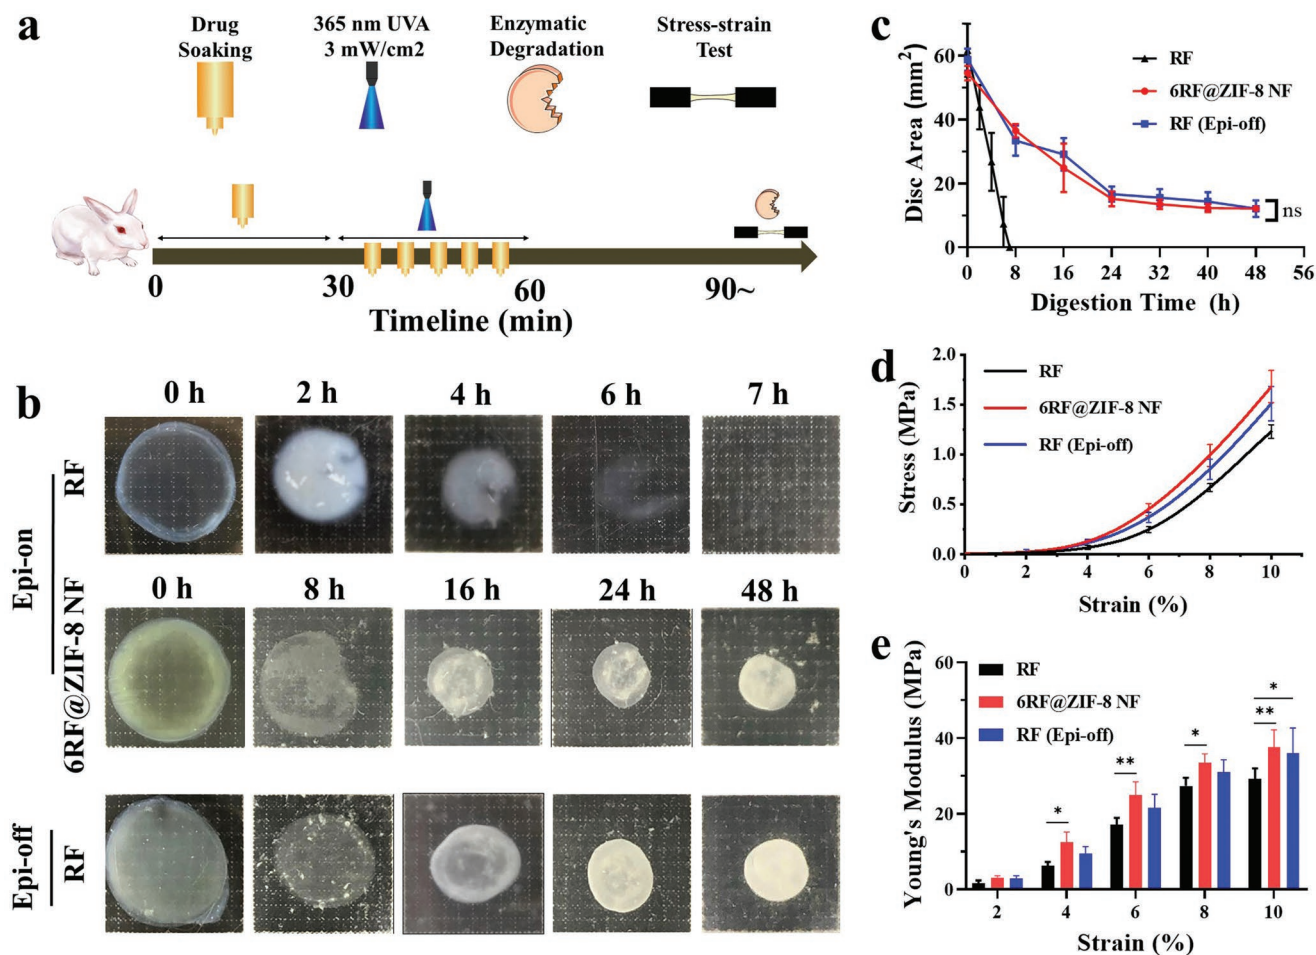 a
Drug
Soaking
365 nm UVA
3 mW/cm2
Enzymatic
Degradation
Stress-strain
Test
0
30
60
90~
Timeline (min)
b
0 h
2 h
4 h
6 h
7 h
Epi-on
RF
0 h
8 h
16 h
24 h
48 h
6RF@ZIF-8 NF
Epi-off
RF
c
Disc Area (mm²)
60
40
20
0
RF
6RF@ZIF-8 NF
RF (Epi-off)
ns
0 8 16 24 32 40 48 56
Digestion Time (h)
d
Stress (MPa)
2.0
1.5
1.0
0.5
0.0
RF
6RF@ZIF-8 NF
RF (Epi-off)
0 2 4 6 8 10
Strain (%)
e
Young's Modulus (MPa)
60
40
20
0
RF
6RF@ZIF-8 NF
RF (Epi-off)
*
**
*
**
*
2 4 6 8 10
Strain (%)